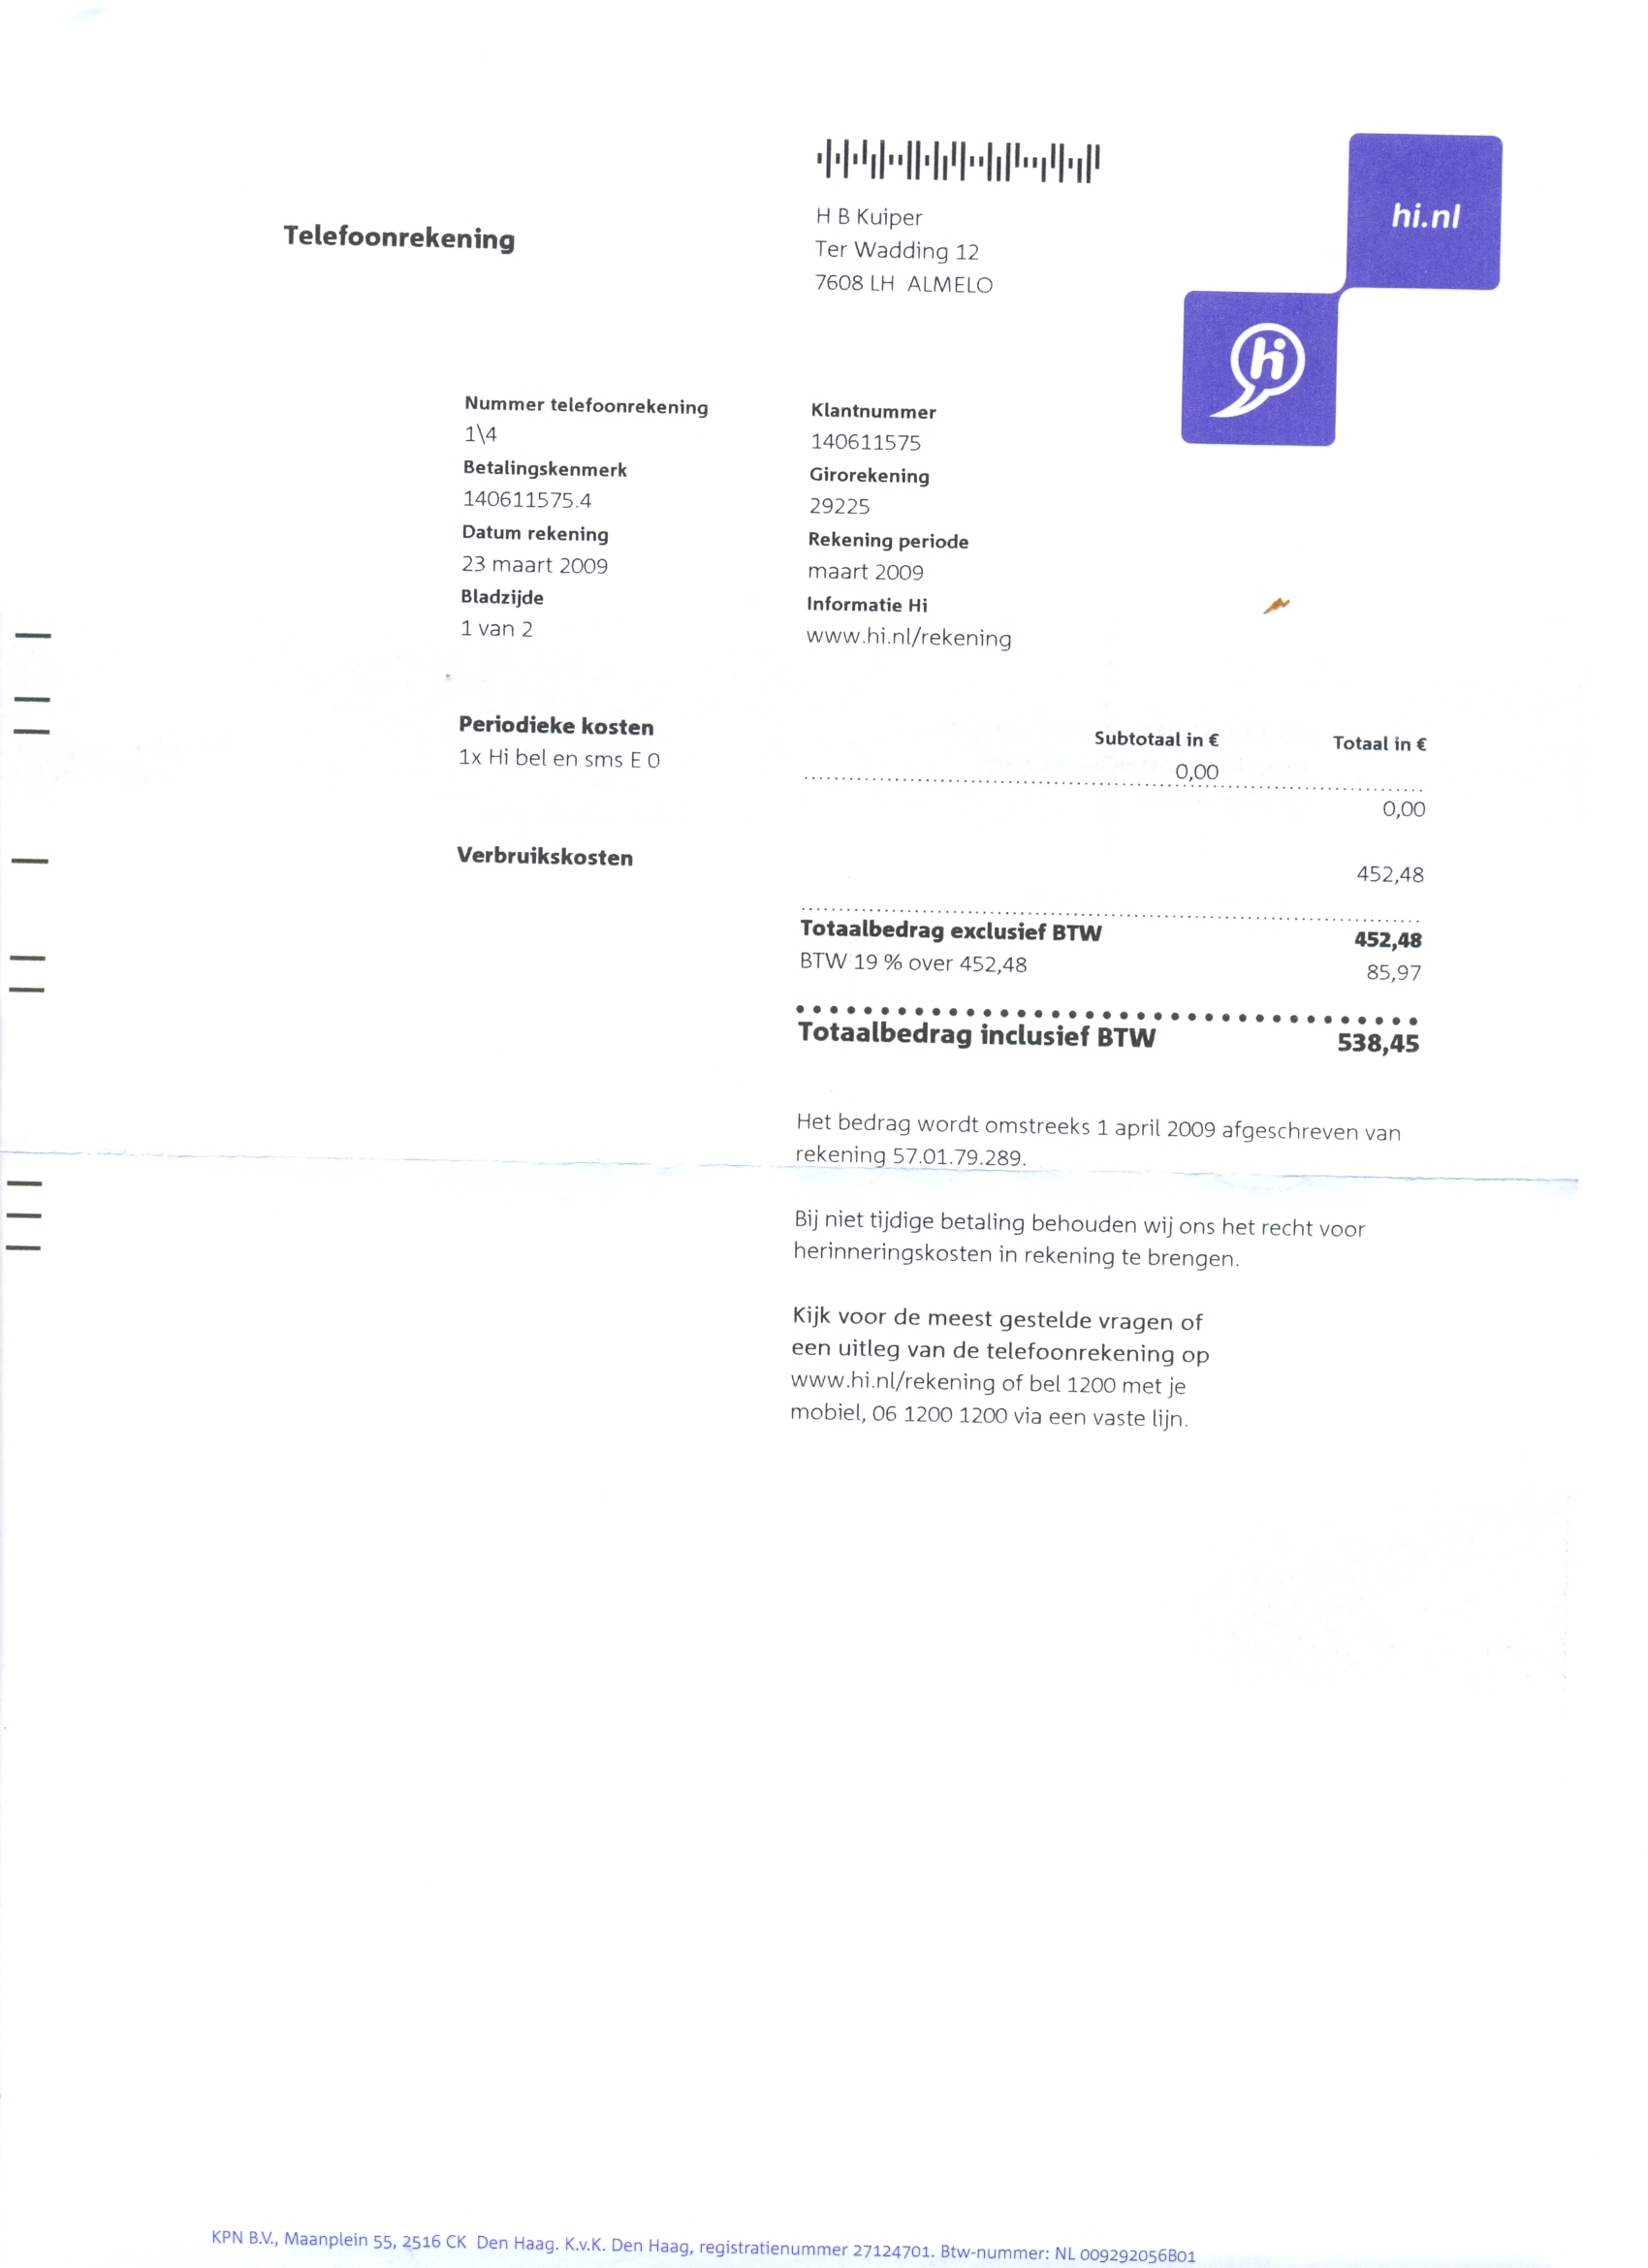 hi.nl
H B Kuiper
Telefoonrekening
Ter Wadding 12
7608 LH ALMELO
hi
Nummer telefoonrekening
1\4
Betalingskenmerk
140611575.4
Datum rekening
23 maart 2009
Bladzijde
1 van 2
Klantnummer
140611575
Girorekening
29225
Rekening periode
maart 2009
Informatie Hi
www.hi.nl/rekening
Periodieke kosten
Subtotaal in € Totaal in €
1x Hi bel en sms E 0 0,00
0,00
Verbruikskosten 452,48
Totaalbedrag exclusief BTW 452,48
BTW 19 % over 452,48 85,97
Totaalbedrag inclusief BTW 538,45
Het bedrag wordt omstreeks 1 april 2009 afgeschreven van
rekening 57.01.79.289.
Bij niet tijdige betaling behouden wij ons het recht voor
herinneringskosten in rekening te brengen.
Kijk voor de meest gestelde vragen of
een uitleg van de telefoonrekening op
www.hi.nl/rekening of bel 1200 met je
mobiel, 06 1200 1200 via een vaste lijn.
KPN B.V., Maanplein 55, 2516 CK Den Haag. K.v.K. Den Haag, registratienummer 27124701. Btw-nummer: NL 009292056B01